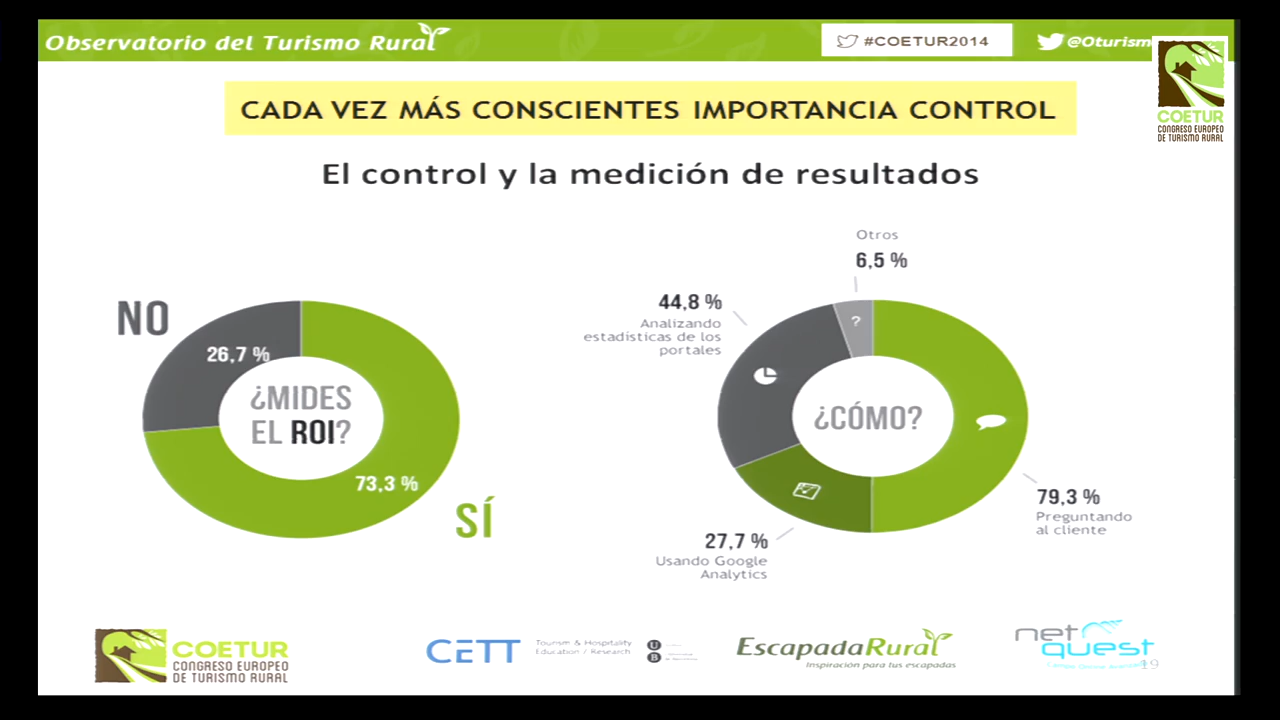 Observatorio del Turismo Rural
#COETUR2014
@Oturism
COETUR
CONGRESO EUROPEO
DE TURISMO RURAL
CADA VEZ MÁS CONSCIENTES IMPORTANCIA CONTROL
El control y la medición de resultados
NO
26,7 %
¿MIDES
EL ROI?
73,3 %
SÍ
Otros
6,5 %
44,8 %
Analizando
estadísticas de los
portales
?
¿CÓMO?
79,3 %
Preguntando
al cliente
27,7 %
Usando Google
Analytics
COETUR
CONGRESO EUROPEO
DE TURISMO RURAL
CETT
Tourism & Hospitality
Education / Research
U
B
EscapadaRural
Inspiración para tus escapadas
net
quest
19